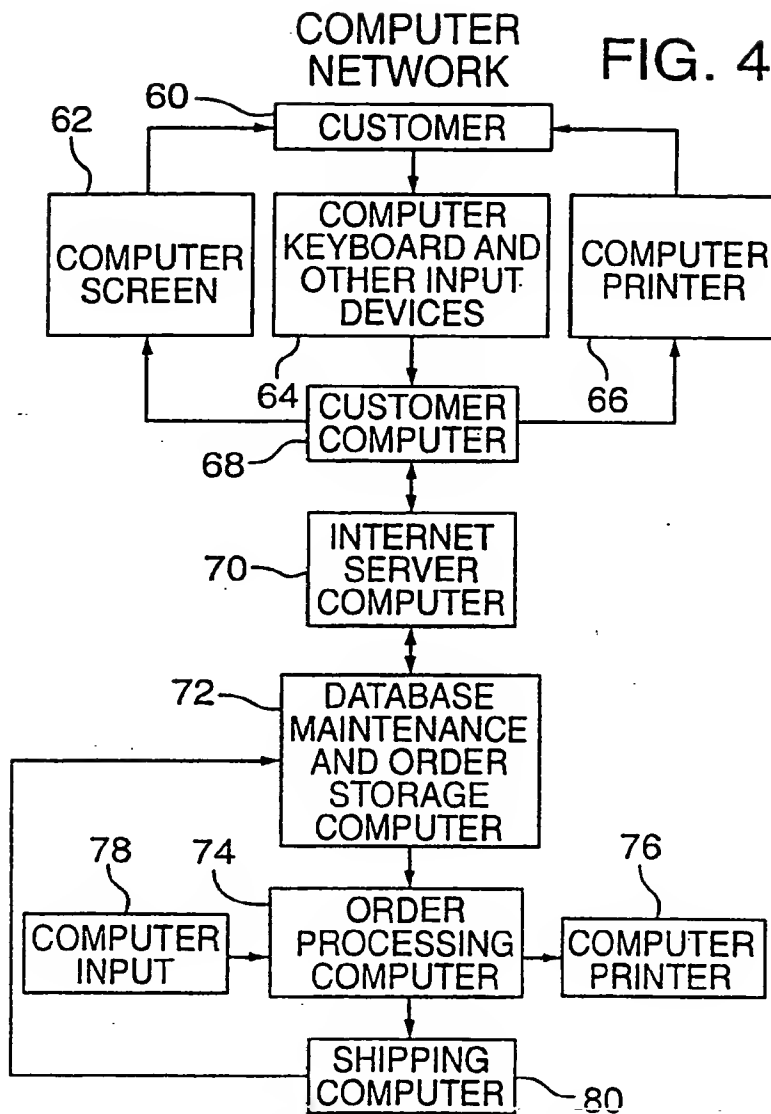 COMPUTER
NETWORK
FIG. 4
60
CUSTOMER
62
COMPUTER
SCREEN
COMPUTER
KEYBOARD AND
OTHER INPUT
DEVICES
COMPUTER
PRINTER
64
66
CUSTOMER
COMPUTER
68
INTERNET
SERVER
COMPUTER
70
72
DATABASE
MAINTENANCE
AND ORDER
STORAGE
COMPUTER
78
74
76
COMPUTER
INPUT
ORDER
PROCESSING
COMPUTER
COMPUTER
PRINTER
SHIPPING
COMPUTER
80